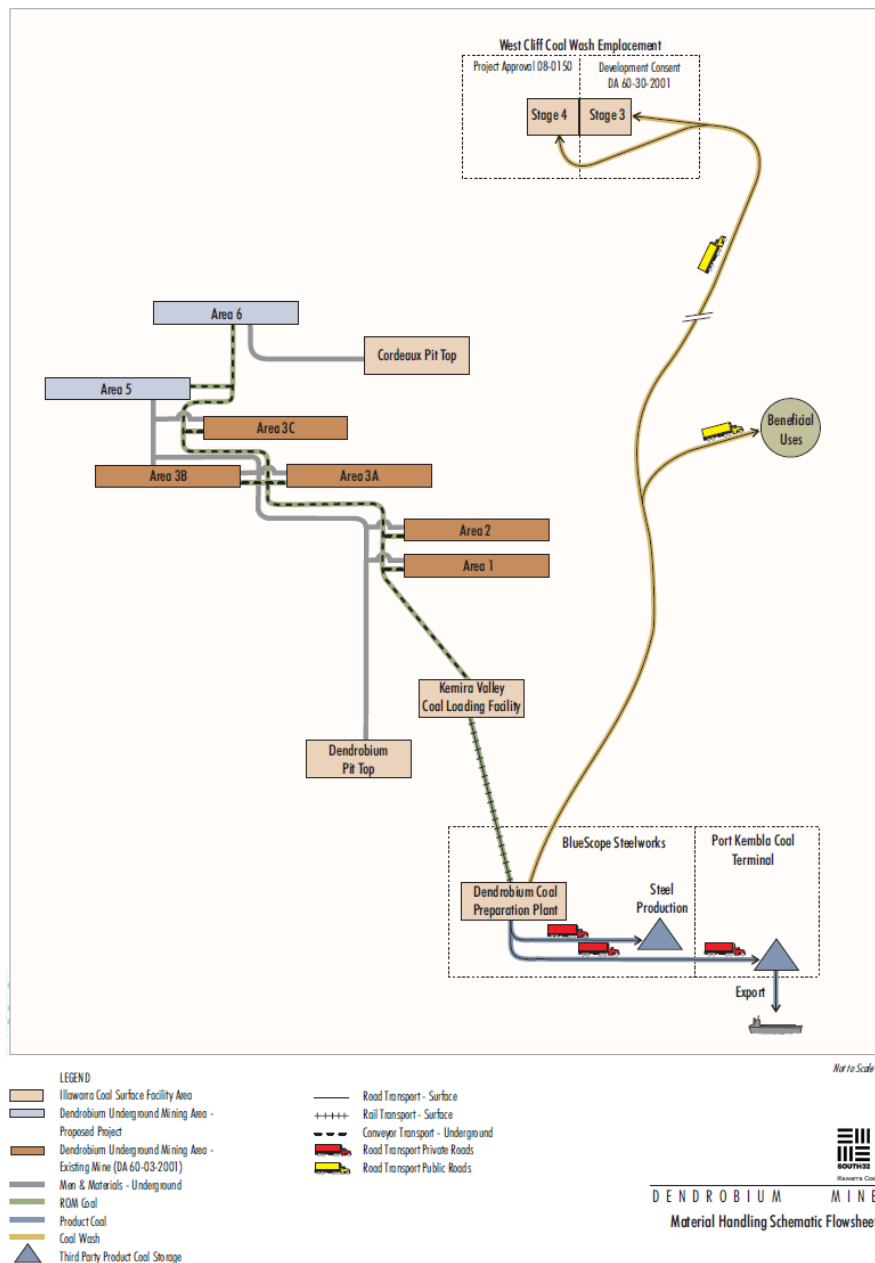 West Cliff Coal Wash Emplacement
Project Approval 08-0150
Development Consent
DA 60-30-2001
Stage 4
Stage 3
Area 6
Cordeaux Pit Top
Area 5
Beneficial
Uses
Area 3C
Area 3B
Area 3A
Area 2
Area 1
Kemira Valley
Coal Loading Facility
Dendrobium
Pit Top
BlueScope Steelworks
Port Kembla Coal
Terminal
Dendrobium Coal
Preparation Plant
Steel
Production
Export
Not to Scale
LEGEND
Illawarra Coal Surface Facility Area
Dendrobium Underground Mining Area -
Proposed Project
Dendrobium Underground Mining Area -
Existing Mine (DA 60-03-2001)
Men & Materials - Underground
ROM Coal
Product Coal
Coal Wash
Third Party Product Coal Storage
Road Transport - Surface
Rail Transport - Surface
Conveyor Transport - Underground
Road Transport Private Roads
Road Transport Public Roads
SOUTH32
Illawarra Coal
DENDROBIUM MINE
Material Handling Schematic Flowsheet